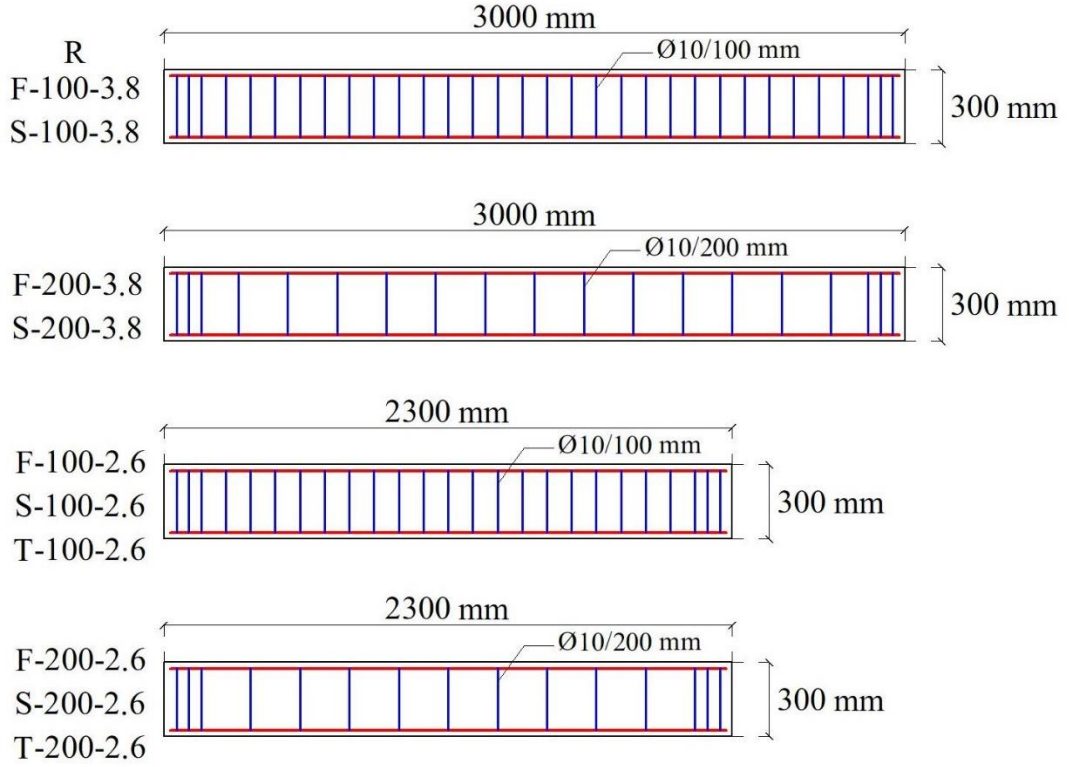 3000 mm
R
F-100-3.8
S-100-3.8
Ø10/100 mm
300 mm
3000 mm
F-200-3.8
S-200-3.8
Ø10/200 mm
300 mm
2300 mm
F-100-2.6
S-100-2.6
T-100-2.6
Ø10/100 mm
300 mm
2300 mm
F-200-2.6
S-200-2.6
T-200-2.6
Ø10/200 mm
300 mm